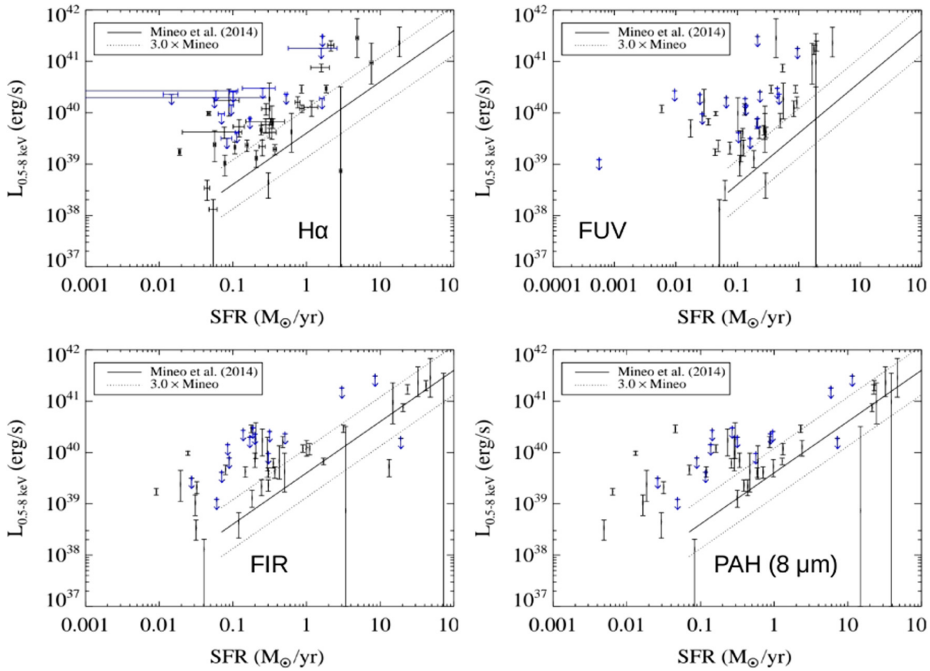 10^42
10^41
10^40
10^39
10^38
10^37
L_0.5-8 keV (erg/s)
Mineo et al. (2014)
3.0 × Mineo
Hα
0.001 0.01 0.1 1 10 100
SFR (M☉/yr)
10^42
10^41
10^40
10^39
10^38
10^37
L_0.5-8 keV (erg/s)
Mineo et al. (2014)
3.0 × Mineo
FUV
0.0001 0.001 0.01 0.1 1 10 100
SFR (M☉/yr)
10^42
10^41
10^40
10^39
10^38
10^37
L_0.5-8 keV (erg/s)
Mineo et al. (2014)
3.0 × Mineo
FIR
0.001 0.01 0.1 1 10 100
SFR (M☉/yr)
10^42
10^41
10^40
10^39
10^38
10^37
L_0.5-8 keV (erg/s)
Mineo et al. (2014)
3.0 × Mineo
PAH (8 µm)
0.001 0.01 0.1 1 10 100
SFR (M☉/yr)